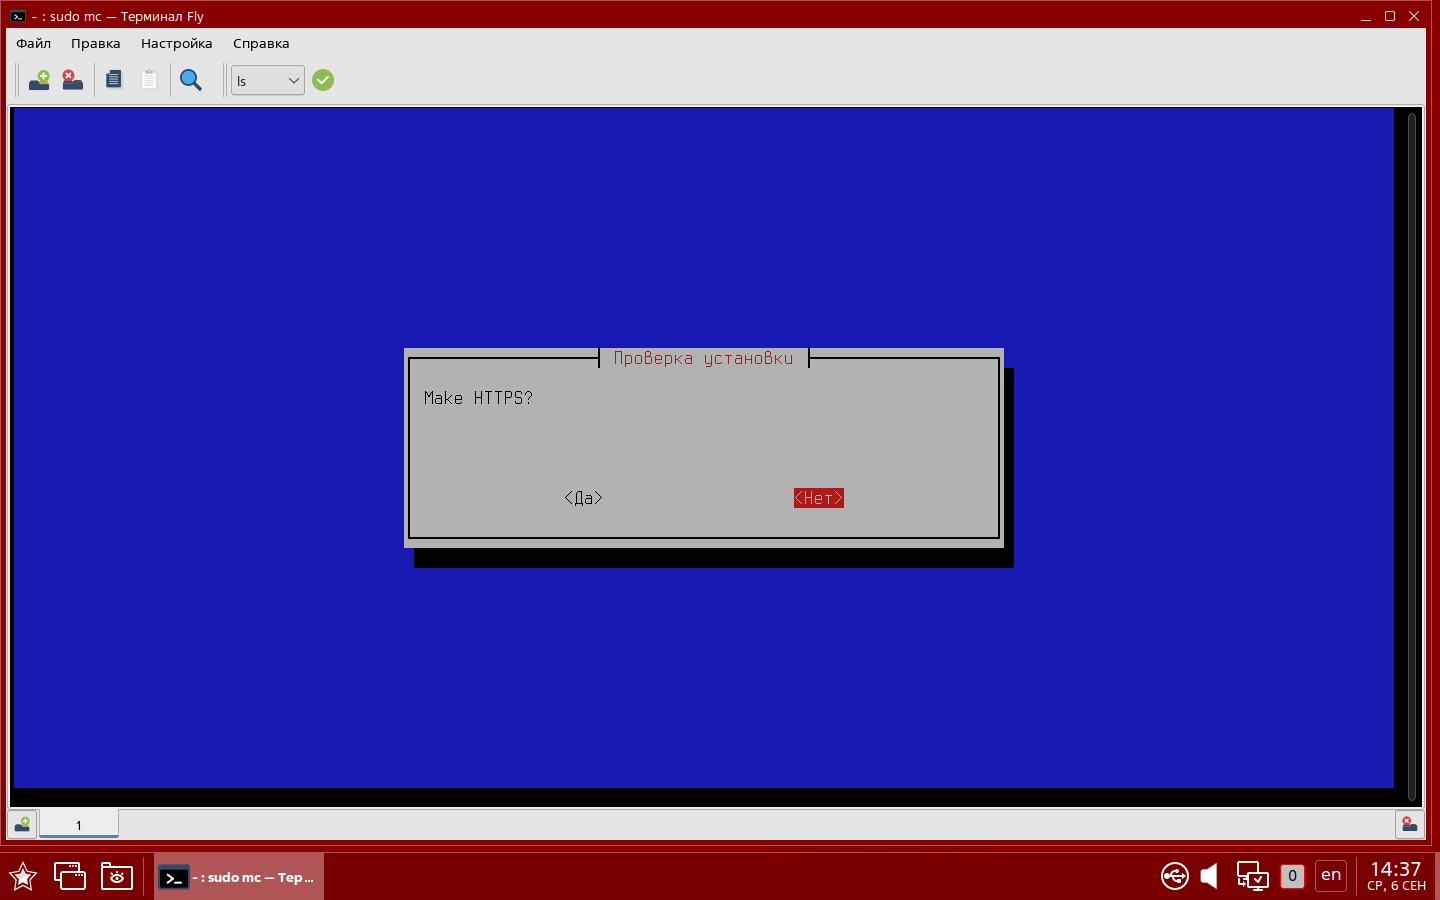 - : sudo mc — Терминал Fly
Файл Правка Настройка Справка
ls
Проверка установки
Make HTTPS?
<Да> <Нет>
1
- : sudo mc — Тер...
0
en
14:37
СР, 6 СЕН